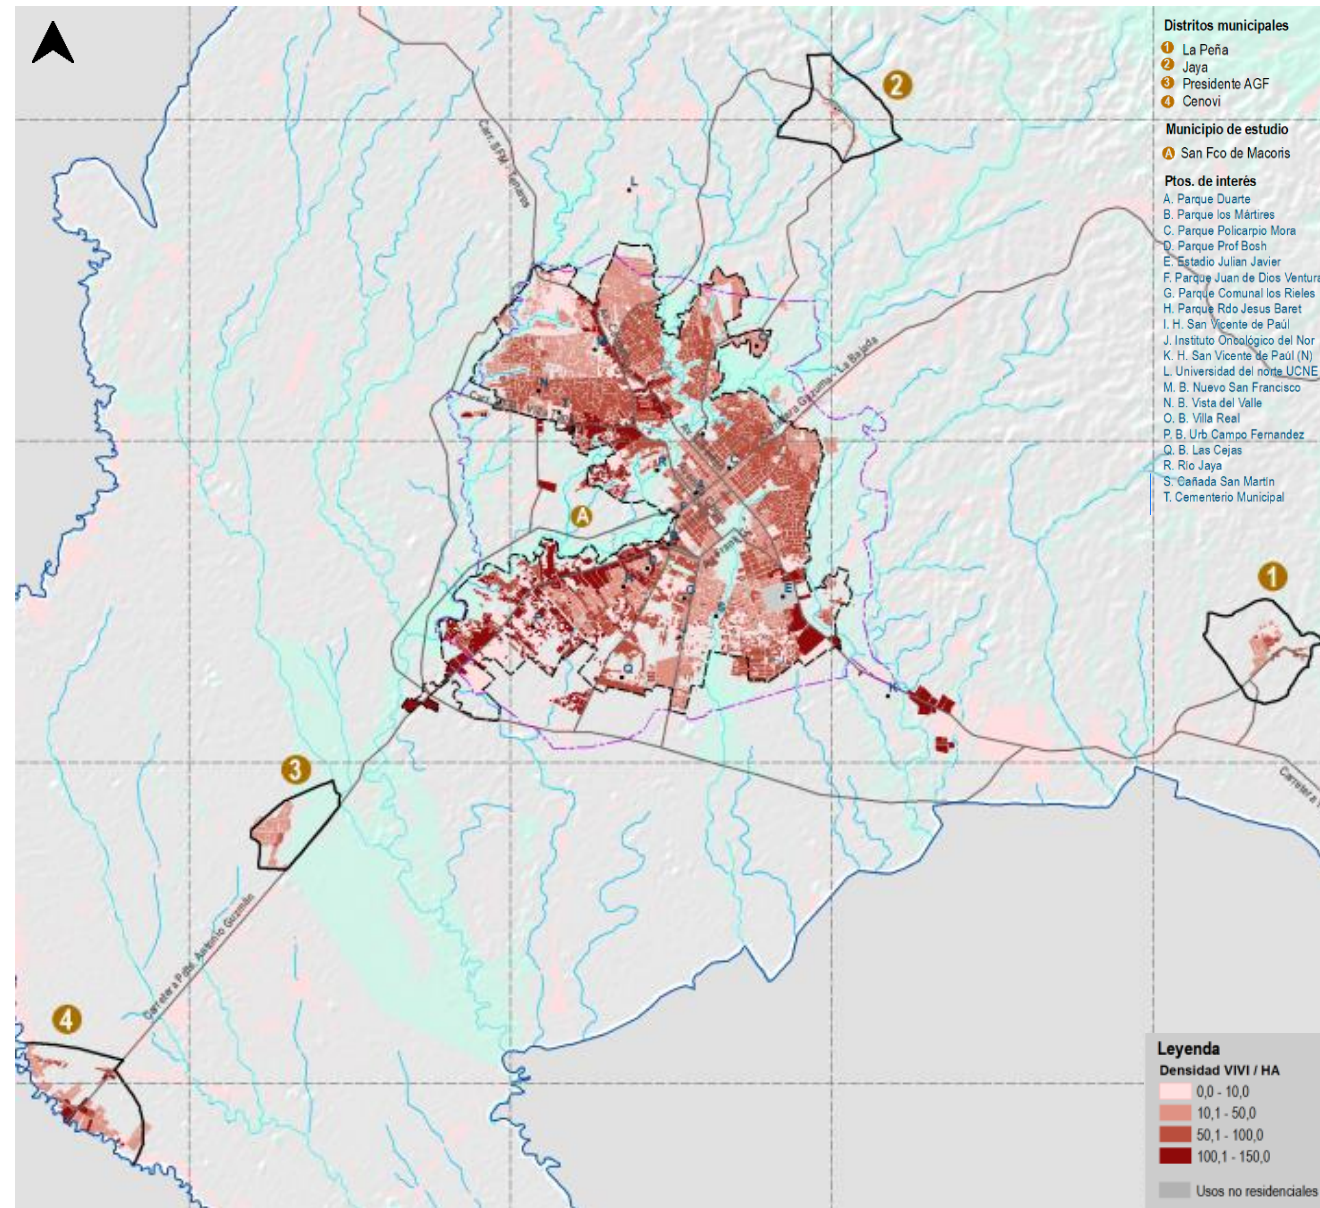 Distritos municipales
1 La Peña
2 Jaya
3 Presidente AGF
4 Cenovi
Municipio de estudio
A San Fco de Macoris
Ptos. de interés
A. Parque Duarte
B. Parque los Mártires
C. Parque Policarpio Mora
D. Parque Prof Bosh
E. Estadio Julian Javier
F. Parque Juan de Dios Ventura
G. Parque Comunal los Rieles
H. Parque Rdo Jesus Baret
I. H. San Vicente de Paúl
J. Instituto Oncológico del Nor
K. H. San Vicente de Paúl (N)
L. Universidad del norte UCNE
M. B. Nuevo San Francisco
N. B. Vista del Valle
O. B. Villa Real
P. B. Urb Campo Fernandez
Q. B. Las Cejas
R. Río Jaya
S. Cañada San Martín
T. Cementerio Municipal
2
Carr. SFM - Tenares
L
La Bajada
N
T
R
C
A
1
E
S
Q
K
3
Carretera
Carretera Pdte. Antonio Guzmán
4
Leyenda
Densidad VIVI / HA
0,0 - 10,0
10,1 - 50,0
50,1 - 100,0
100,1 - 150,0
Usos no residenciales